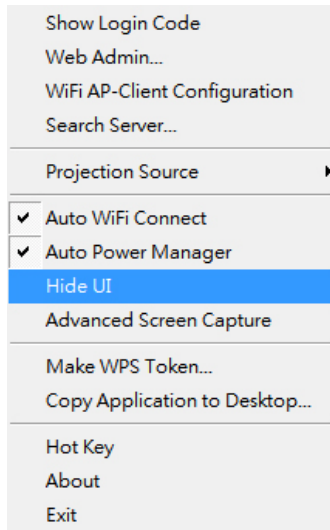 Show Login Code
Web Admin...
WiFi AP-Client Configuration
Search Server...
Projection Source
Auto WiFi Connect
Auto Power Manager
Hide UI
Advanced Screen Capture
Make WPS Token...
Copy Application to Desktop...
Hot Key
About
Exit